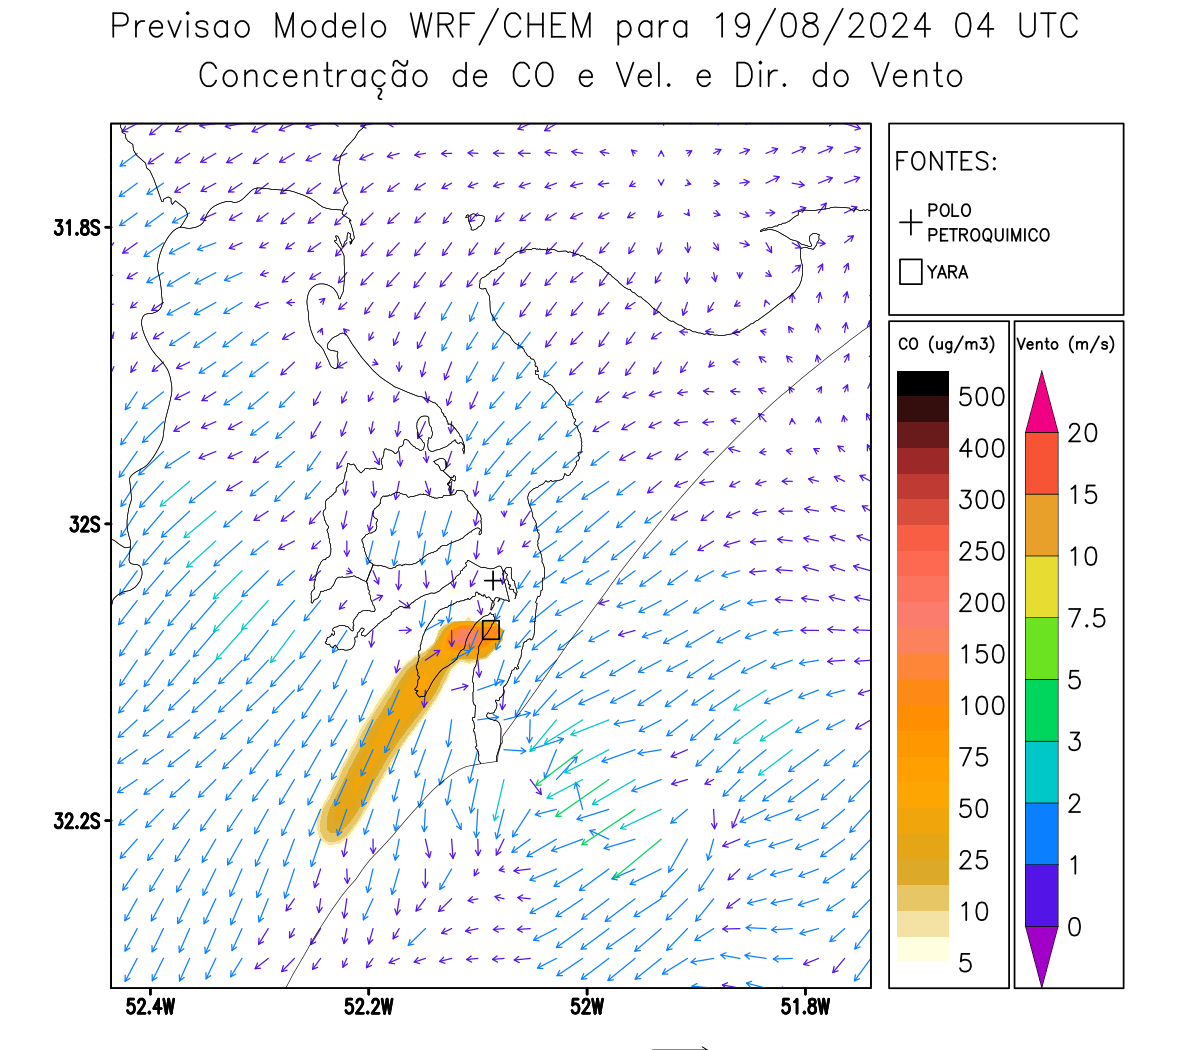 Previsao Modelo WRF/CHEM para 19/08/2024 04 UTC
Concentração de CO e Vel. e Dir. do Vento
FONTES:
POLO
PETROQUIMICO
YARA
CO (ug/m3)
500
400
300
250
200
150
100
75
50
25
10
5
Vento (m/s)
20
15
10
7.5
5
3
2
1
0
31.8S
32S
32.2S
52.4W
52.2W
52W
51.8W